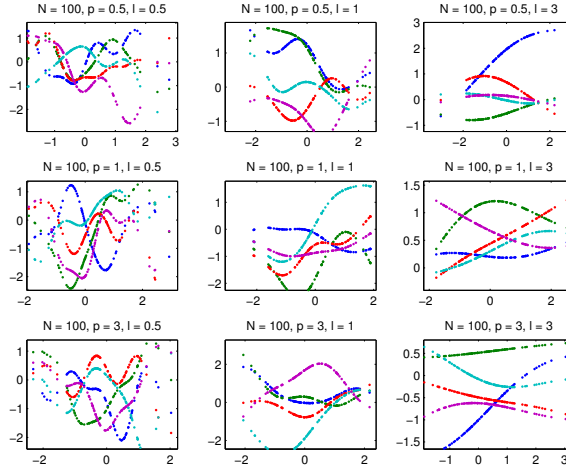 N = 100, p = 0.5, l = 0.5
N = 100, p = 0.5, l = 1
N = 100, p = 0.5, l = 3
1
0
−1
−2
−1 0 1 2 3
1
0
−1
−2 0 2
3
2
1
0
−1
−2 0 2
N = 100, p = 1, l = 0.5
N = 100, p = 1, l = 1
N = 100, p = 1, l = 3
1
0
−1
−2
−2 0 2
1
0
−1
−2
−2 0 2
1.5
1
0.5
0
−2 0 2
N = 100, p = 3, l = 0.5
N = 100, p = 3, l = 1
N = 100, p = 3, l = 3
1
0
−1
−2
−2 −1 0 1 2
2
0
−2
−2 0 2
0.5
0
−0.5
−1
−1.5
−1 0 1 2